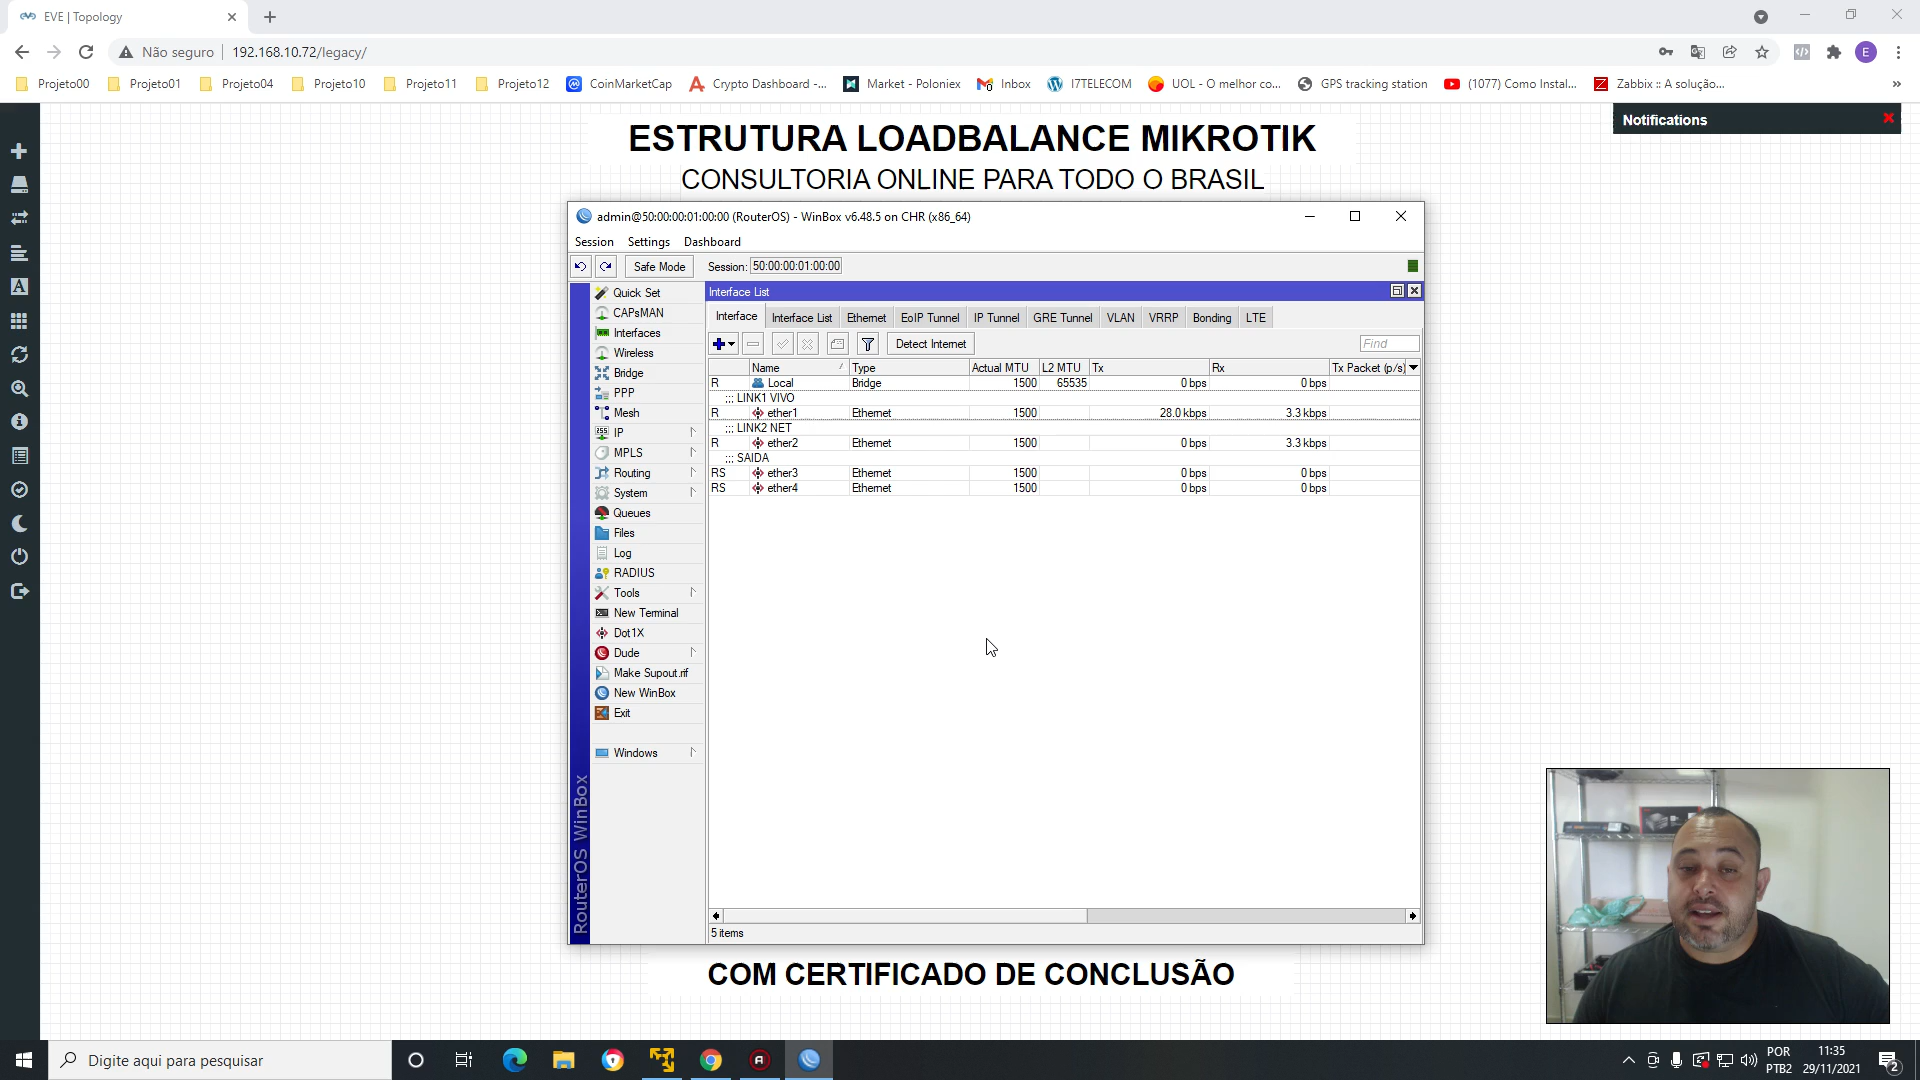 EVE | Topology
Não seguro
192.168.10.72/legacy/
E
Projeto00
Projeto01
Projeto04
Projeto10
Projeto11
Projeto12
CoinMarketCap
Crypto Dashboard -...
Market - Poloniex
Inbox
I7TELECOM
UOL - O melhor co...
GPS tracking station
(1077) Como Instal...
Zabbix :: A solução...
»
Notifications
ESTRUTURA LOADBALANCE MIKROTIK
CONSULTORIA ONLINE PARA TODO O BRASIL
admin@50:00:00:01:00:00 (RouterOS) - WinBox v6.48.5 on CHR (x86_64)
Session Settings Dashboard
Safe Mode Session: 50:00:00:01:00:00
Quick Set
CAPsMAN
Interfaces
Wireless
Bridge
PPP
Mesh
IP
MPLS
Routing
System
Queues
Files
Log
RADIUS
Tools
New Terminal
Dot1X
Dude
Make Supout.rif
New WinBox
Exit
Windows
RouterOS WinBox
Interface List
Interface Interface List Ethernet EoIP Tunnel IP Tunnel GRE Tunnel VLAN VRRP Bonding LTE
Detect Internet Find
Name Type Actual MTU L2 MTU Tx Rx Tx Packet (p/s)
R Local Bridge 1500 65535 0 bps 0 bps
;;; LINK1 VIVO
R ether1 Ethernet 1500 28.0 kbps 3.3 kbps
;;; LINK2 NET
R ether2 Ethernet 1500 0 bps 3.3 kbps
;;; SAIDA
RS ether3 Ethernet 1500 0 bps 0 bps
RS ether4 Ethernet 1500 0 bps 0 bps
5 items
COM CERTIFICADO DE CONCLUSÃO
Digite aqui para pesquisar
POR
PTB2
11:35
29/11/2021
2